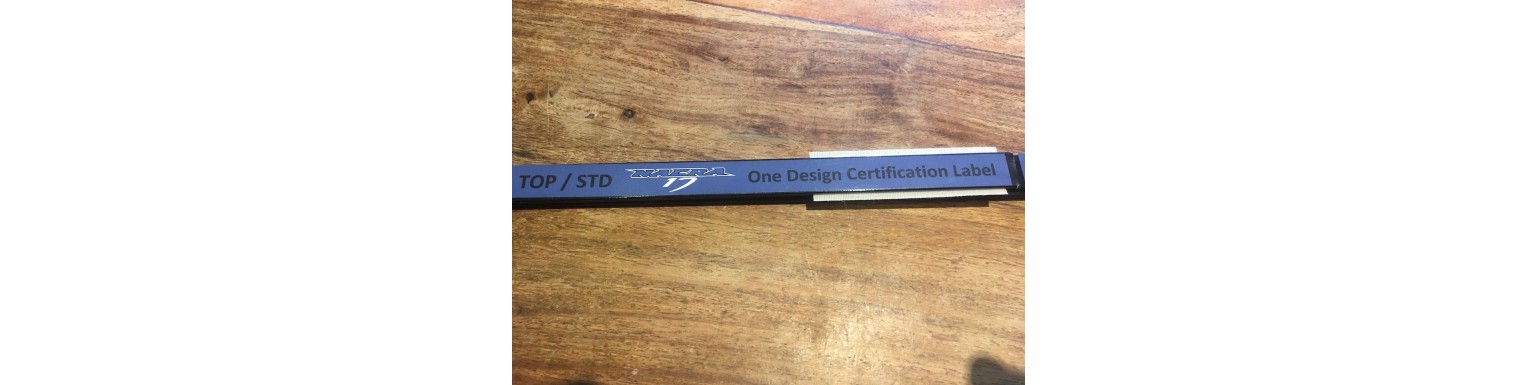 TOP / STD NACRA 17 One Design Certification Label